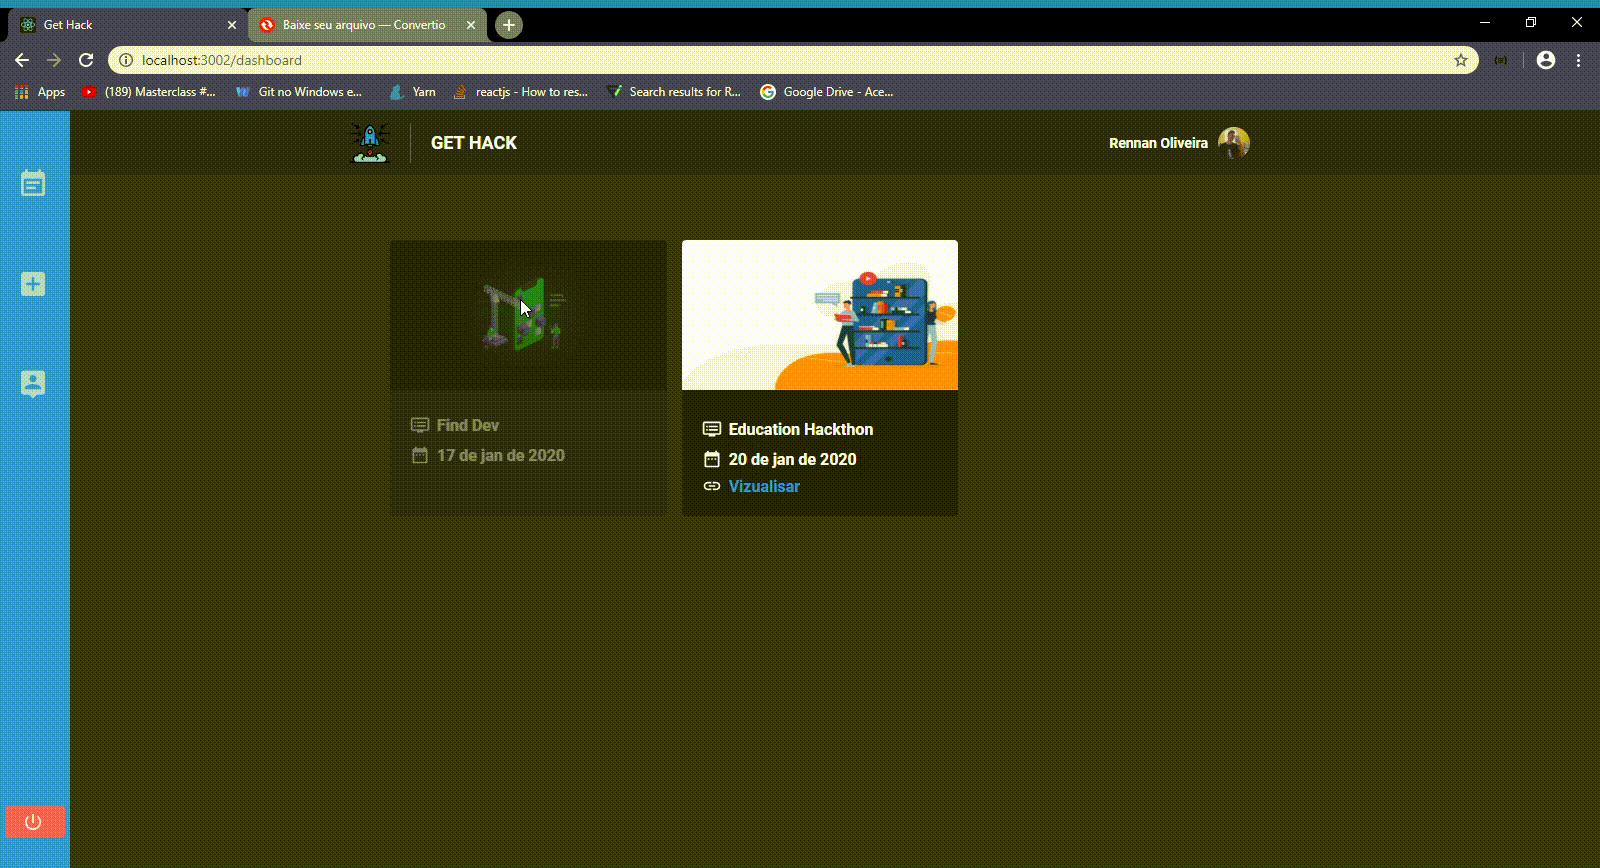 Get Hack
Baixe seu arquivo — Convertio
localhost:3002/dashboard
Apps
(189) Masterclass #...
Git no Windows e...
Yarn
reactjs - How to res...
Search results for R...
Google Drive - Ace...
GET HACK
Rennan Oliveira
Find Dev
17 de jan de 2020
Education Hackthon
20 de jan de 2020
Vizualisar